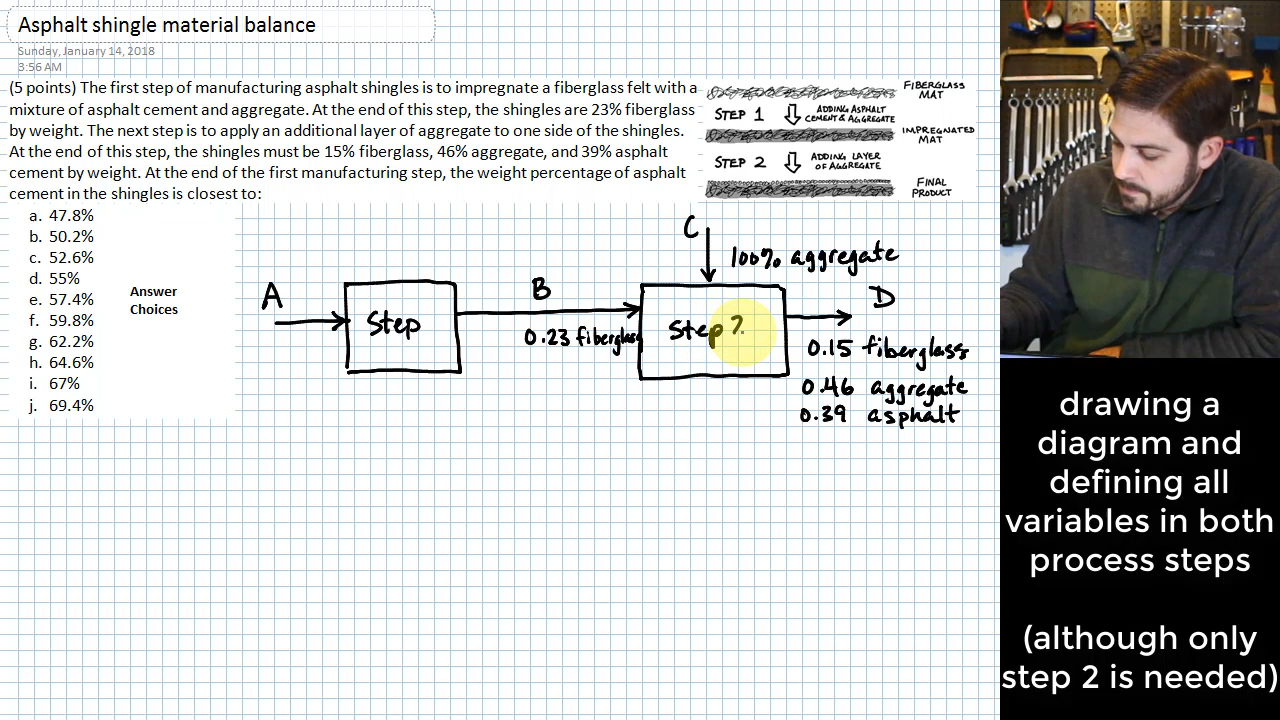 Asphalt shingle material balance
Sunday, January 14, 2018
3:56 AM
(5 points) The first step of manufacturing asphalt shingles is to impregnate a fiberglass felt with a
mixture of asphalt cement and aggregate. At the end of this step, the shingles are 23% fiberglass
by weight. The next step is to apply an additional layer of aggregate to one side of the shingles.
At the end of this step, the shingles must be 15% fiberglass, 46% aggregate, and 39% asphalt
cement by weight. At the end of the first manufacturing step, the weight percentage of asphalt
cement in the shingles is closest to:
a. 47.8%
b. 50.2%
c. 52.6%
d. 55%
e. 57.4%
f. 59.8%
g. 62.2%
h. 64.6%
i. 67%
j. 69.4%
Answer
Choices
FIBERGLASS
MAT
STEP 1
ADDING ASPHALT
CEMENT & AGGREGATE
IMPREGNATED
MAT
STEP 2
ADDING LAYER
OF AGGREGATE
FINAL
PRODUCT
C
100% aggregate
A
Step
B
0.23 fiberglass
Step 2
D
0.15 fiberglass
0.46 aggregate
0.39 asphalt
drawing a
diagram and
defining all
variables in both
process steps
(although only
step 2 is needed)